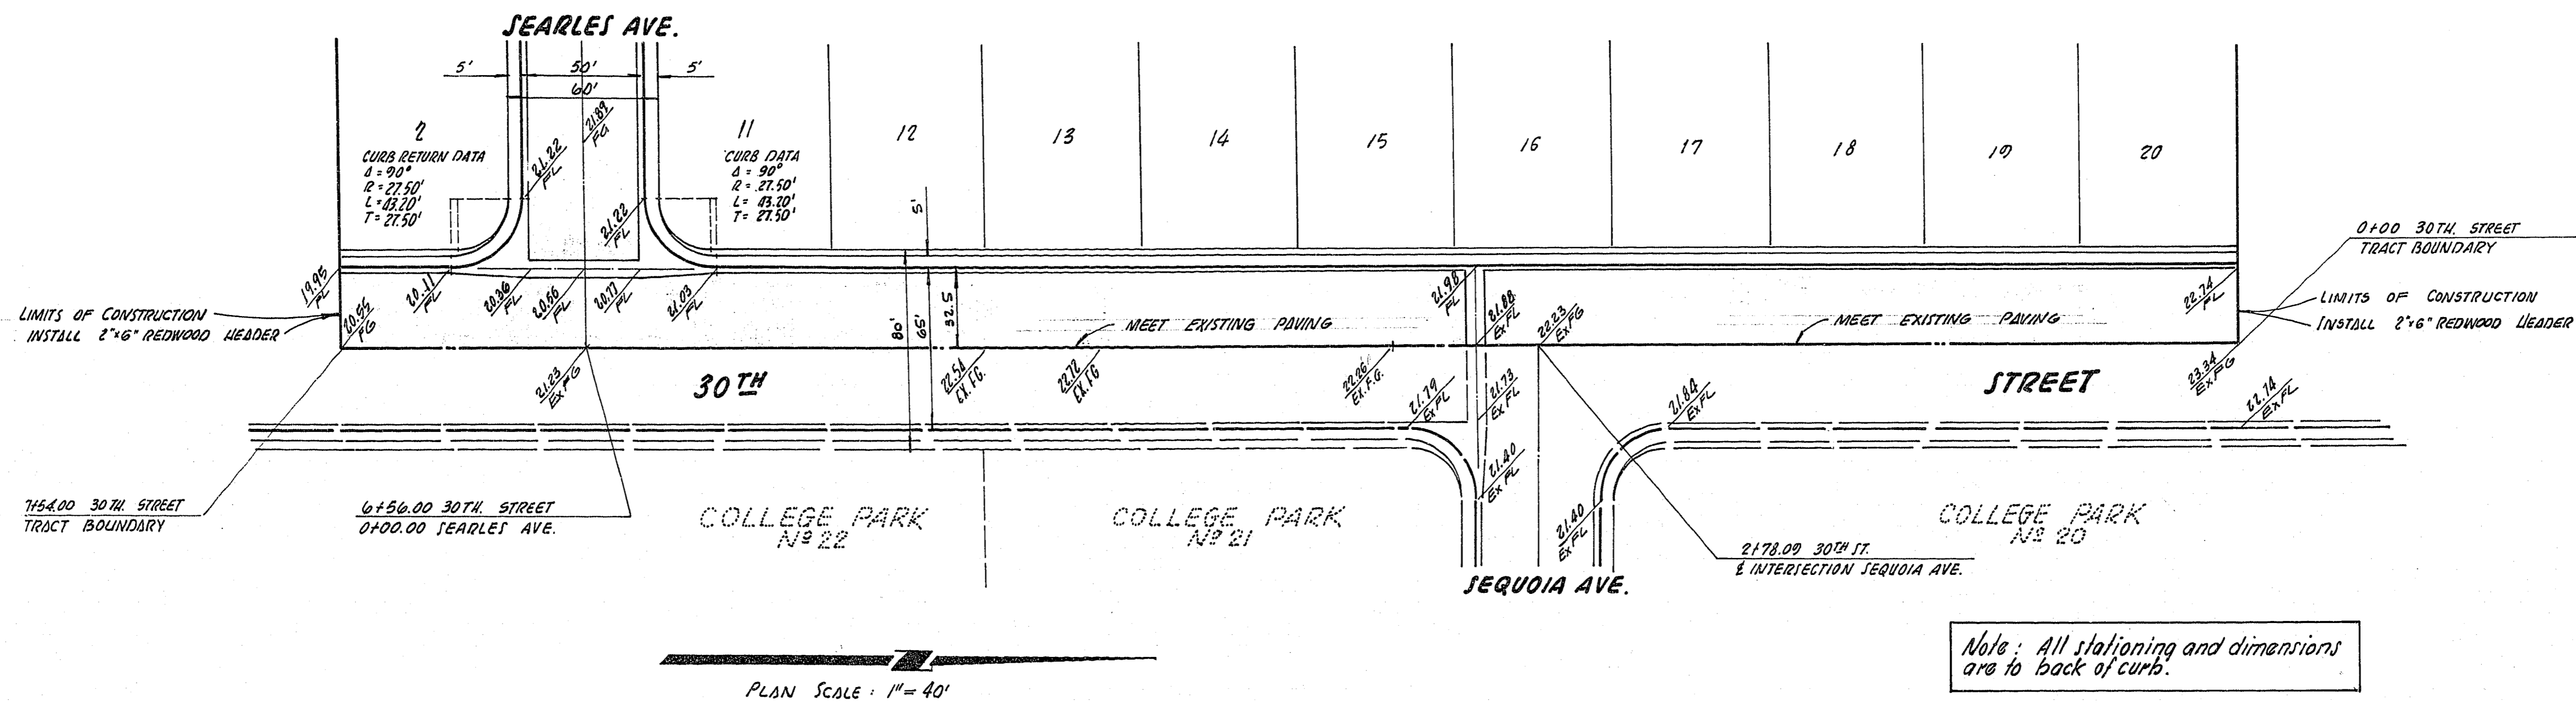 SEARLES AVE.
5' 50' 5'
60'
21.89
FG
2 11 12 13 14 15 16 17 18 19 20
CURB RETURN DATA
Δ = 90°
R = 27.50'
L = 43.20'
T = 27.50'
CURB DATA
Δ = 90°
R = 27.50'
L = 43.20'
T = 27.50'
21.22
FL
21.22
FL
5'
0+00 30TH. STREET
TRACT BOUNDARY
19.95
FL
20.41
FL
20.36
FL
20.56
FL
20.77
FL
21.03
FL
32.5
80'
65'
21.98
FL
21.88
Ex FL
22.23
Ex FG
22.74
FL
LIMITS OF CONSTRUCTION
INSTALL 2"x6" REDWOOD HEADER
20.55
FG
MEET EXISTING PAVING
MEET EXISTING PAVING
LIMITS OF CONSTRUCTION
INSTALL 2"x6" REDWOOD HEADER
21.23
Ex FG
30TH STREET
22.54
EX. FG.
22.72
EX. FG
22.26
EX. F.G.
21.79
Ex FL
21.73
Ex FL
21.84
Ex FL
23.34
Ex FG
22.74
Ex FL
21.40
Ex FL
21.40
Ex FL
7+54.00 30TH. STREET
TRACT BOUNDARY
6+56.00 30TH. STREET
0+00.00 SEARLES AVE.
COLLEGE PARK
Nº 22
COLLEGE PARK
Nº 21
COLLEGE PARK
Nº 20
2+78.09 30TH ST.
℄ INTERSECTION SEQUOIA AVE.
SEQUOIA AVE.
PLAN SCALE : 1" = 40'
Note : All stationing and dimensions
are to back of curb.